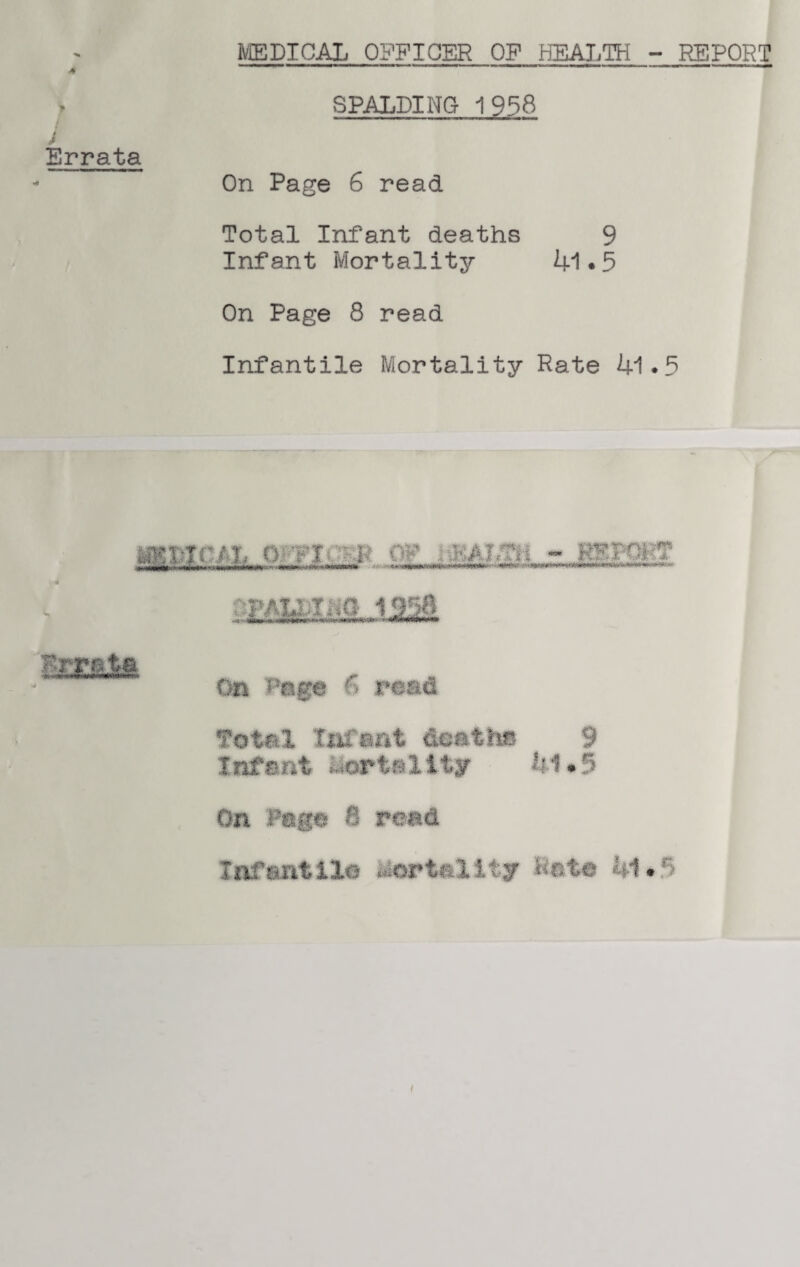 MEDICAL OFFICER OF HEALTH - REPORT
SPALDING 1958
Errata
On Page 6 read
Total Infant deaths 9
Infant Mortality 41.5
On Page 8 read
Infantile Mortality Rate 41.5
MEDICAL OFFICER OF HEALTH - REPORT
SPALDING 1958
Errata
On Page 6 read
Total Infant deaths 9
Infant Mortality 41.5
On Page 8 read
Infantile Mortality Rate 41.5